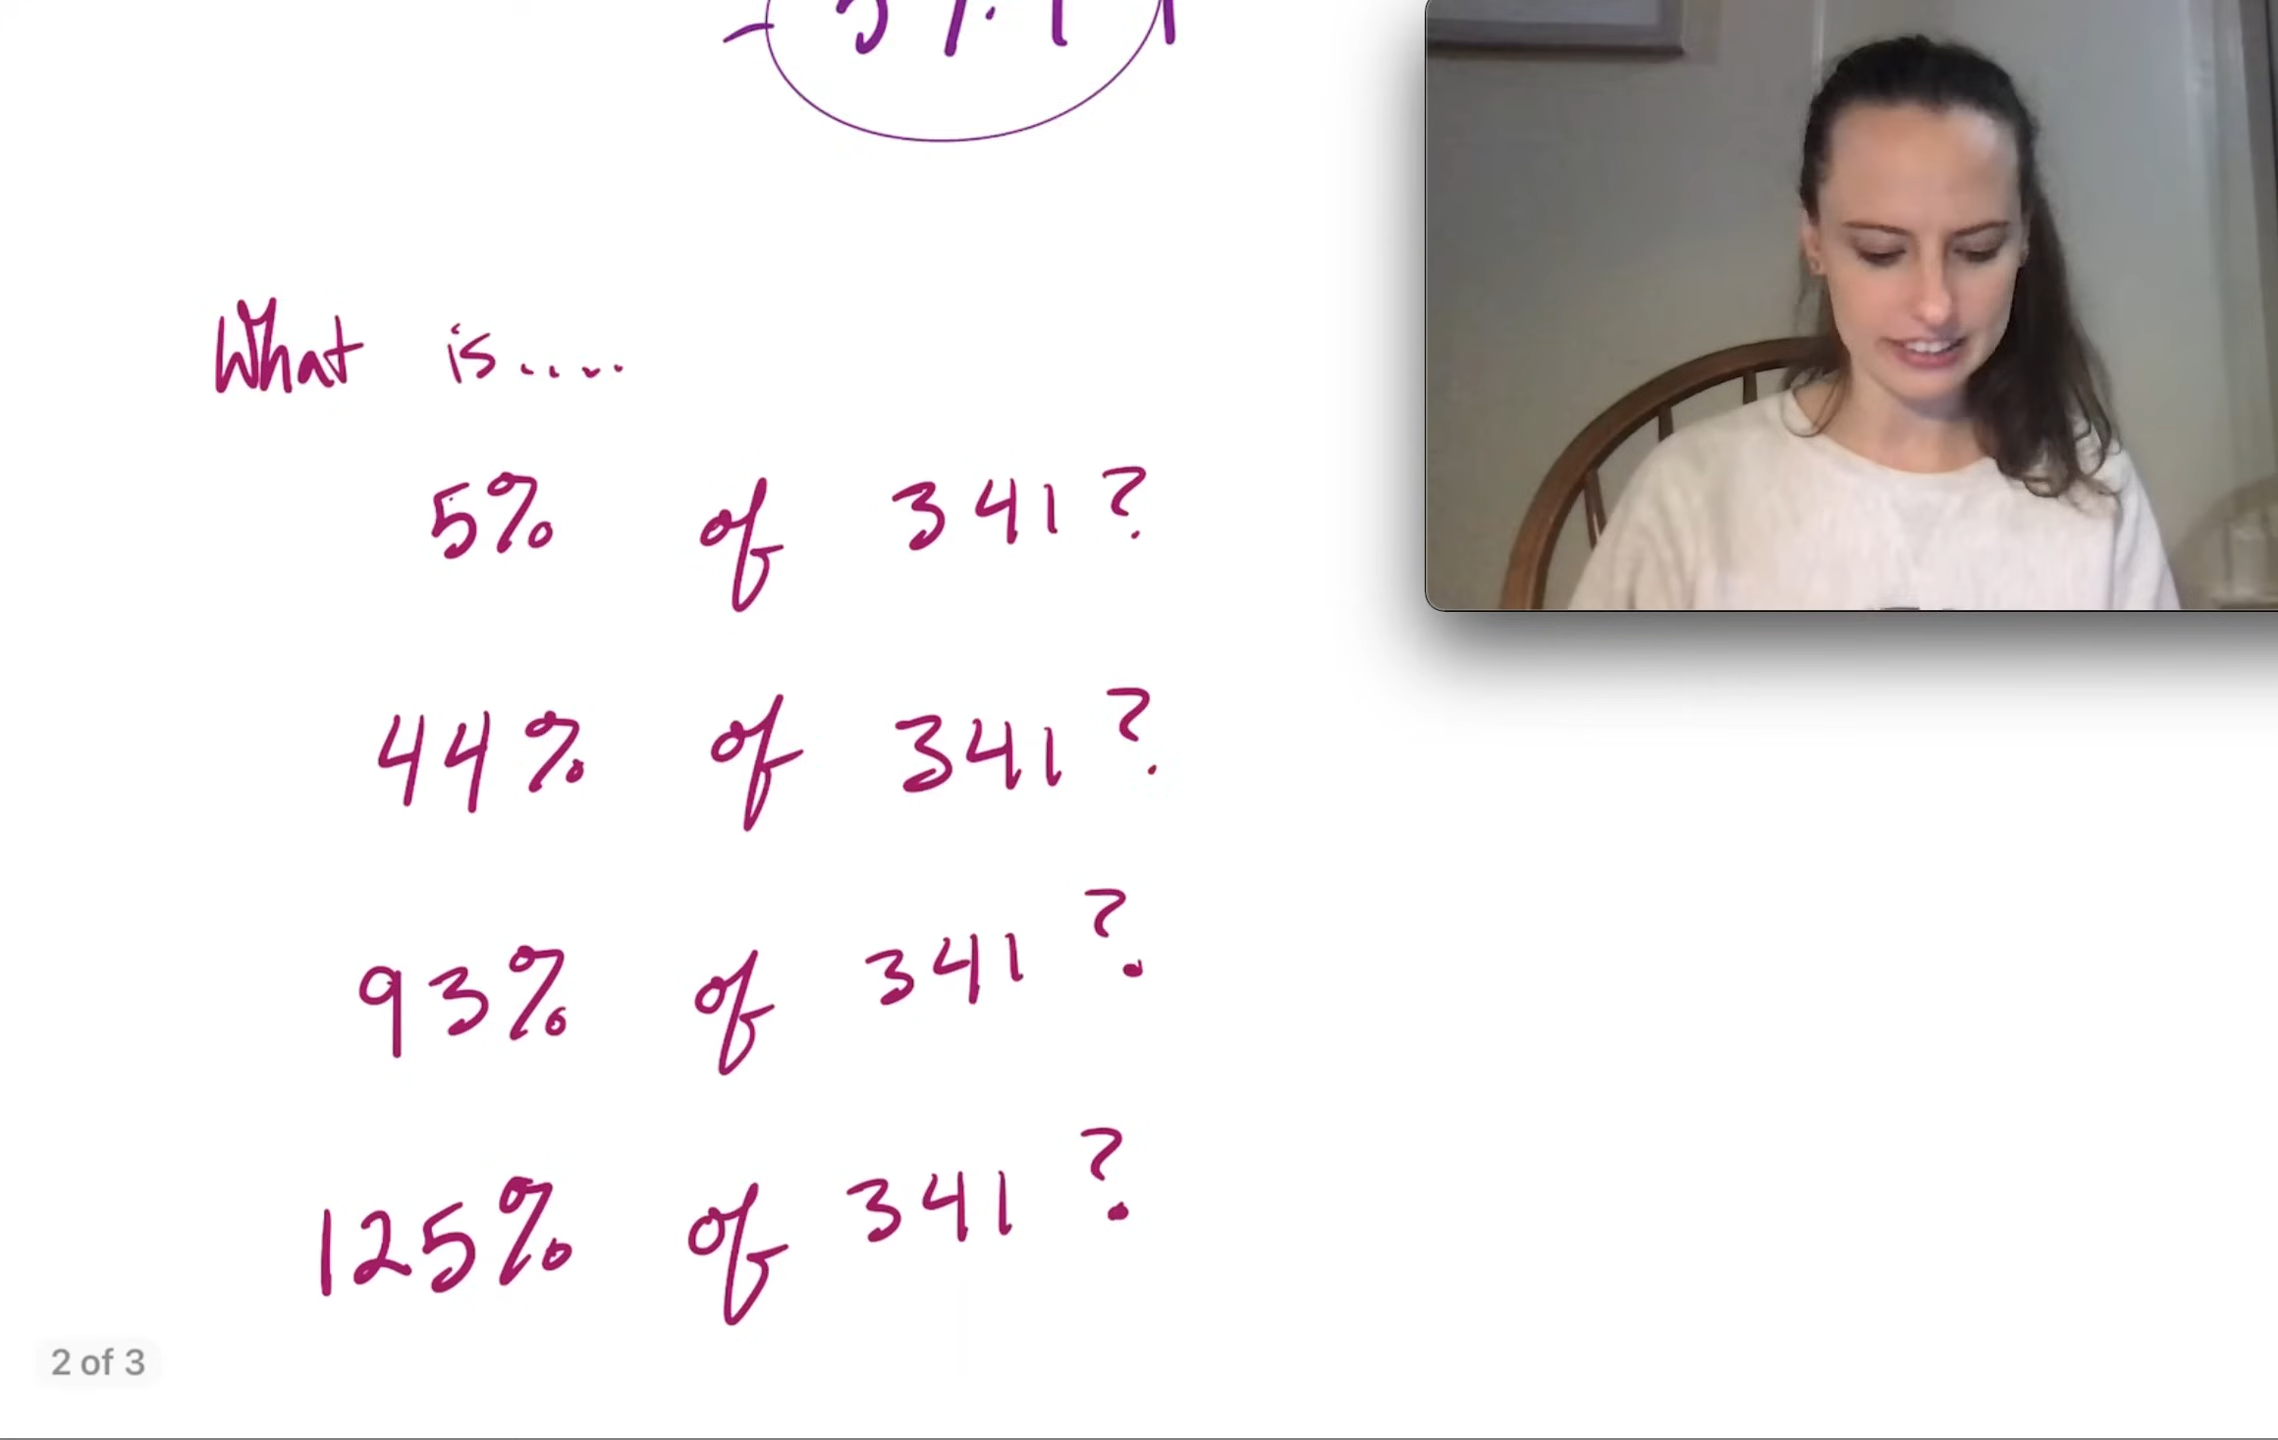 What is.....
5% of 341?
44% of 341?
93% of 341?
125% of 341?
2 of 3